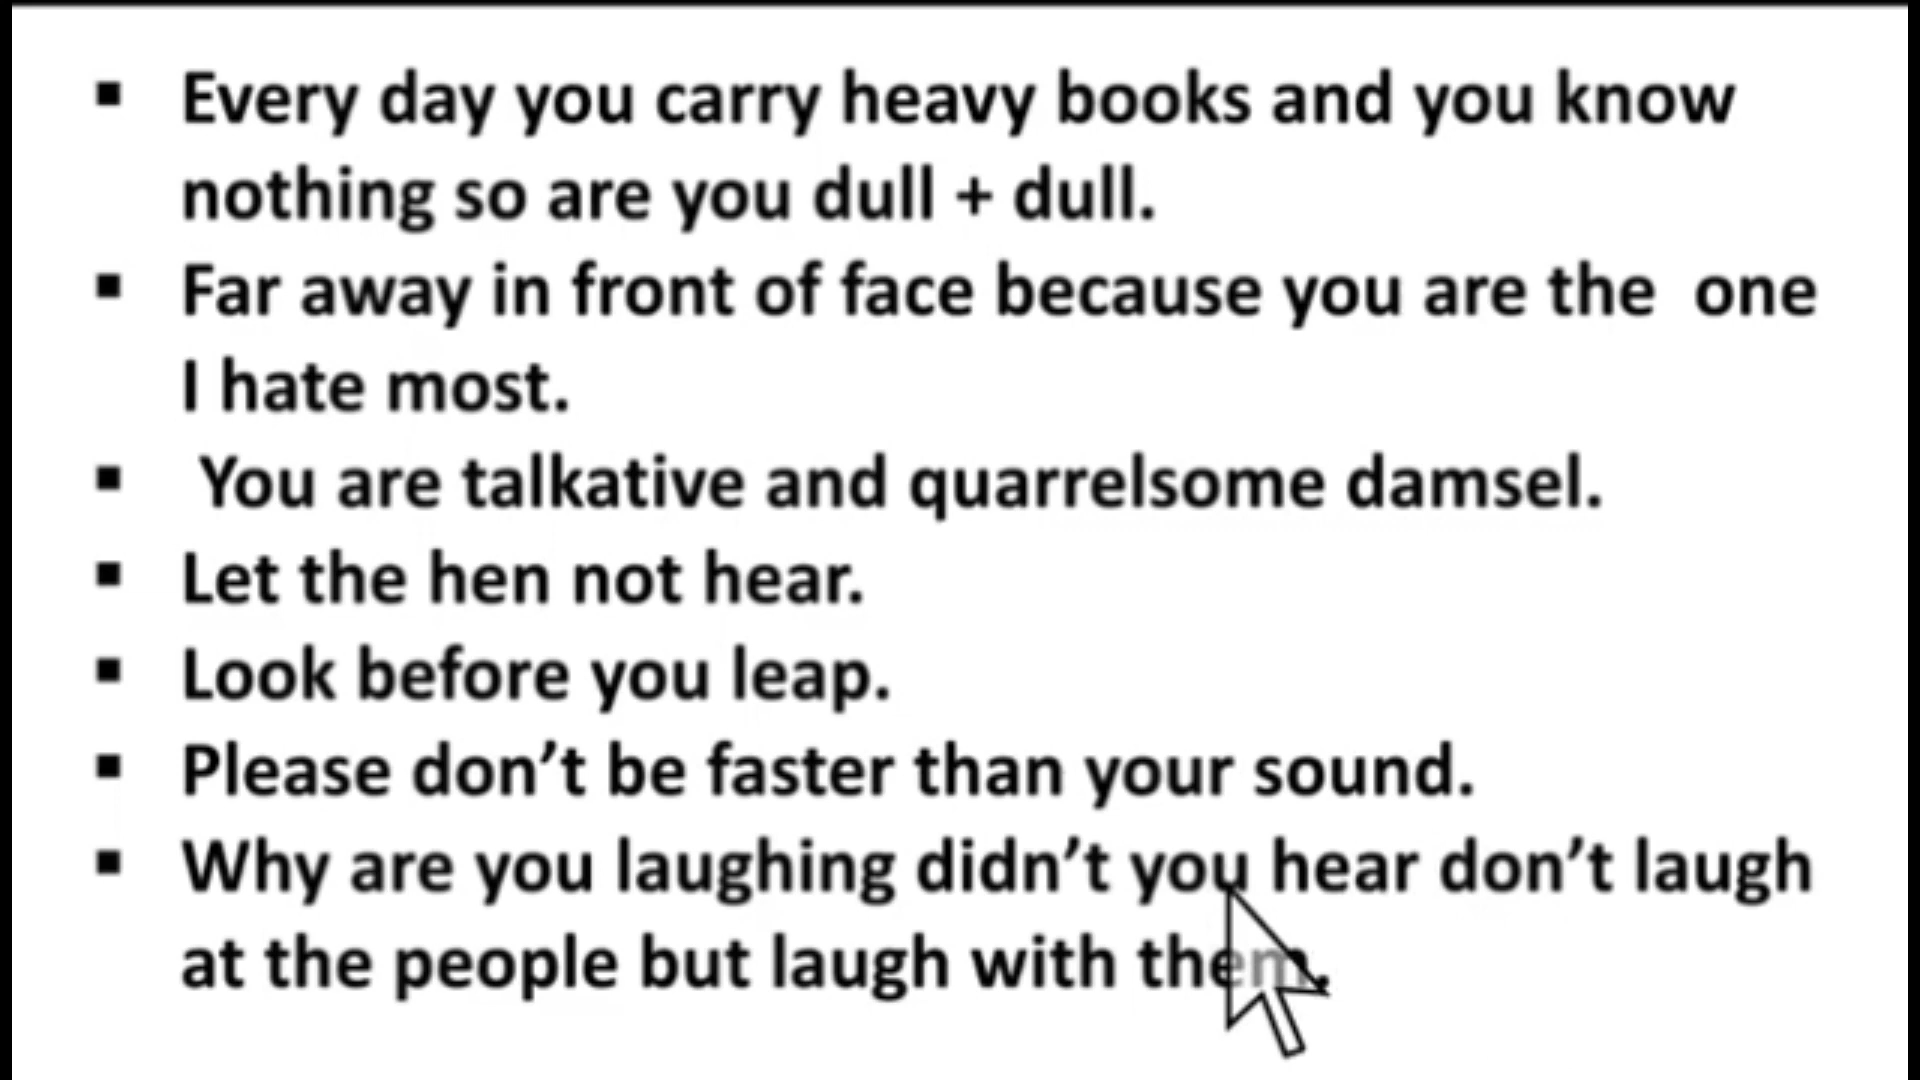 ▪ Every day you carry heavy books and you know
nothing so are you dull + dull.
▪ Far away in front of face because you are the one
I hate most.
▪ You are talkative and quarrelsome damsel.
▪ Let the hen not hear.
▪ Look before you leap.
▪ Please don’t be faster than your sound.
▪ Why are you laughing didn’t you hear don’t laugh
at the people but laugh with them.